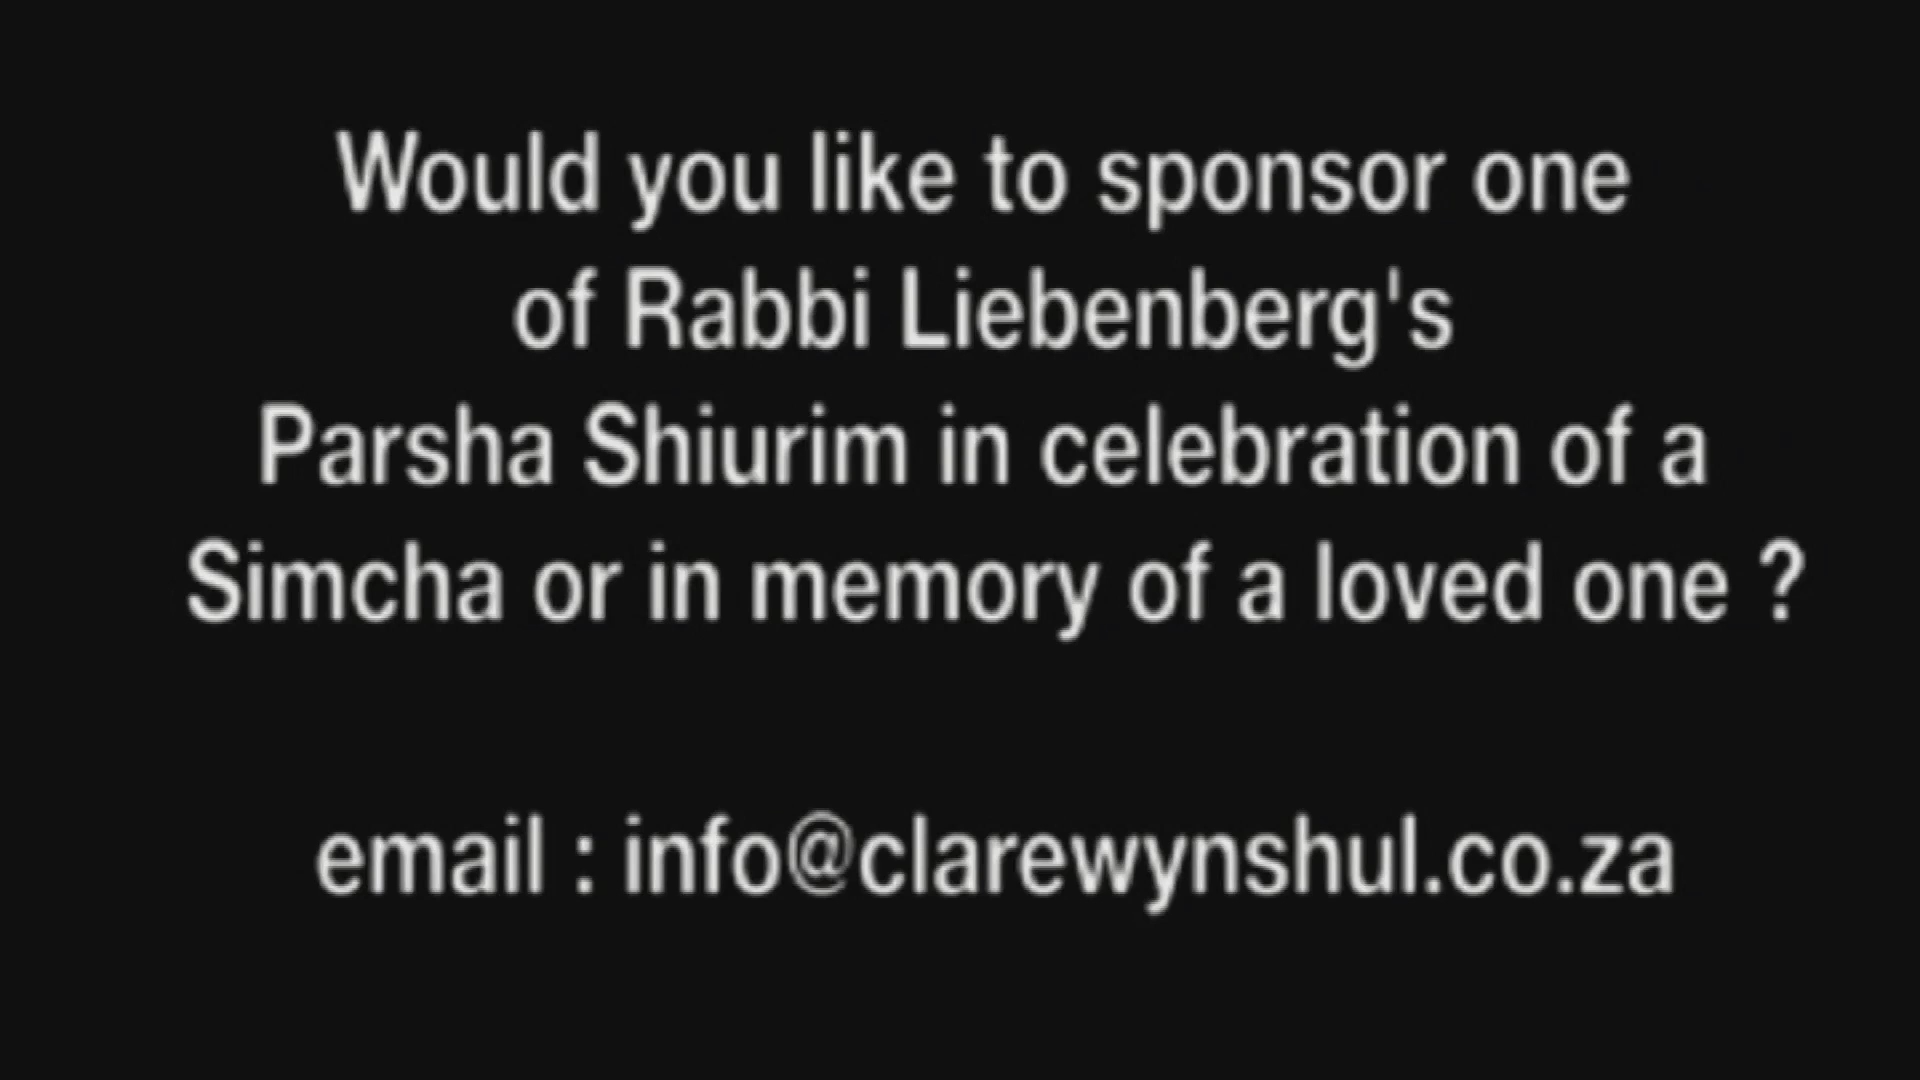 Would you like to sponsor one
of Rabbi Liebenberg's
Parsha Shiurim in celebration of a
Simcha or in memory of a loved one ?
email : info@clarewynshul.co.za